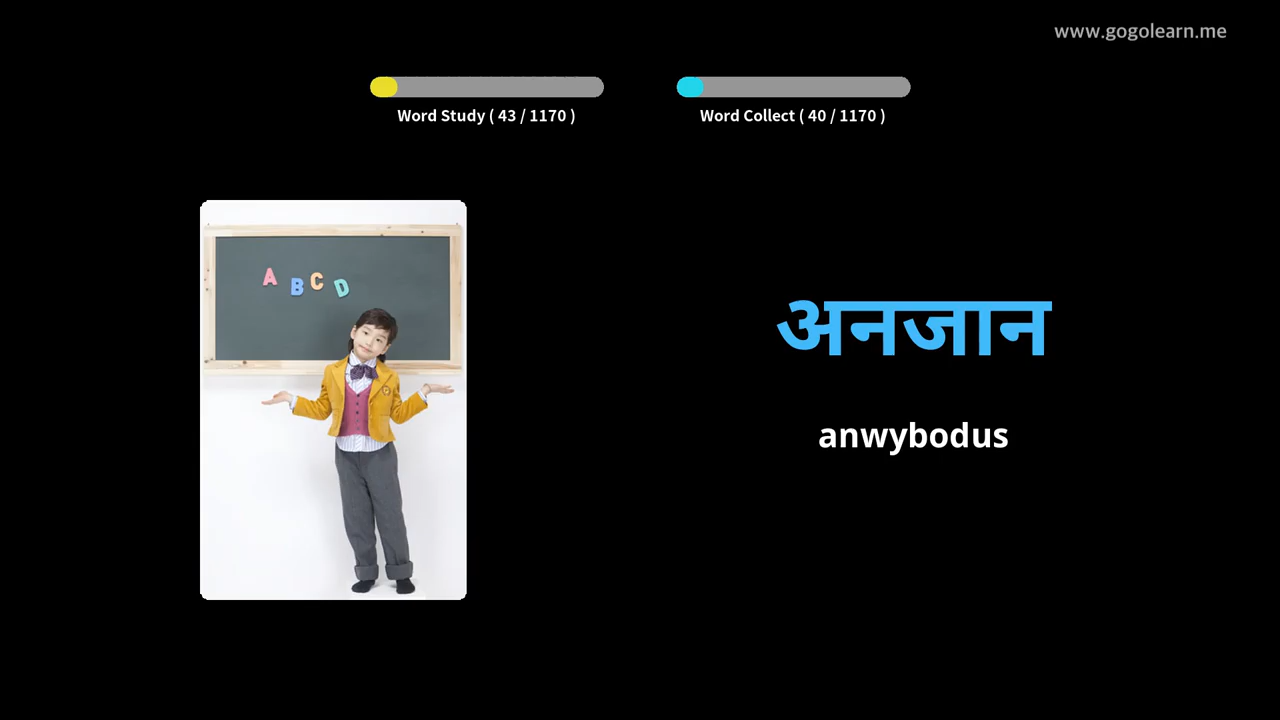 www.gogolearn.me
Word Study ( 43 / 1170 )
Word Collect ( 40 / 1170 )
A B C D
अनजान
anwybodus